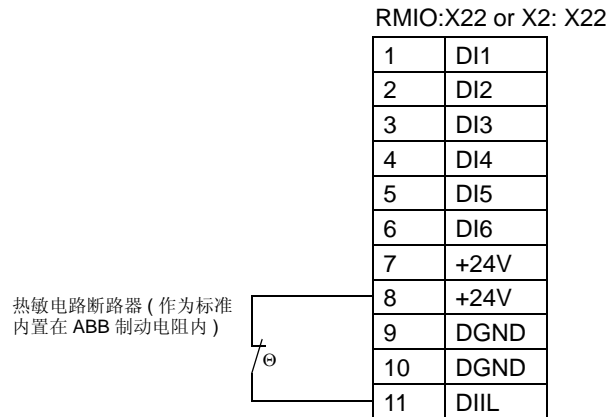 RMIO:X22 or X2: X22
1 DI1
2 DI2
3 DI3
4 DI4
5 DI5
6 DI6
7 +24V
8 +24V
9 DGND
10 DGND
11 DIIL
热敏电路断路器 ( 作为标准
内置在 ABB 制动电阻内 )
Θ